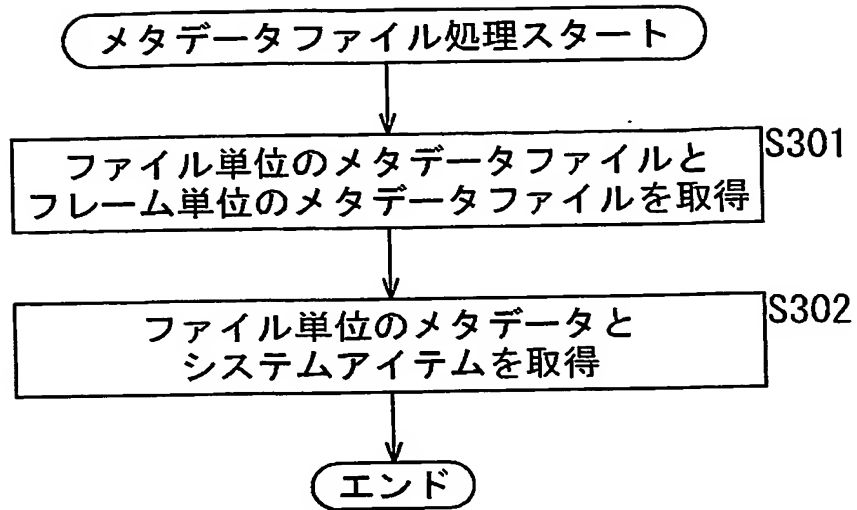 メタデータファイル処理スタート
S301
ファイル単位のメタデータファイルと
フレーム単位のメタデータファイルを取得
S302
ファイル単位のメタデータと
システムアイテムを取得
エンド